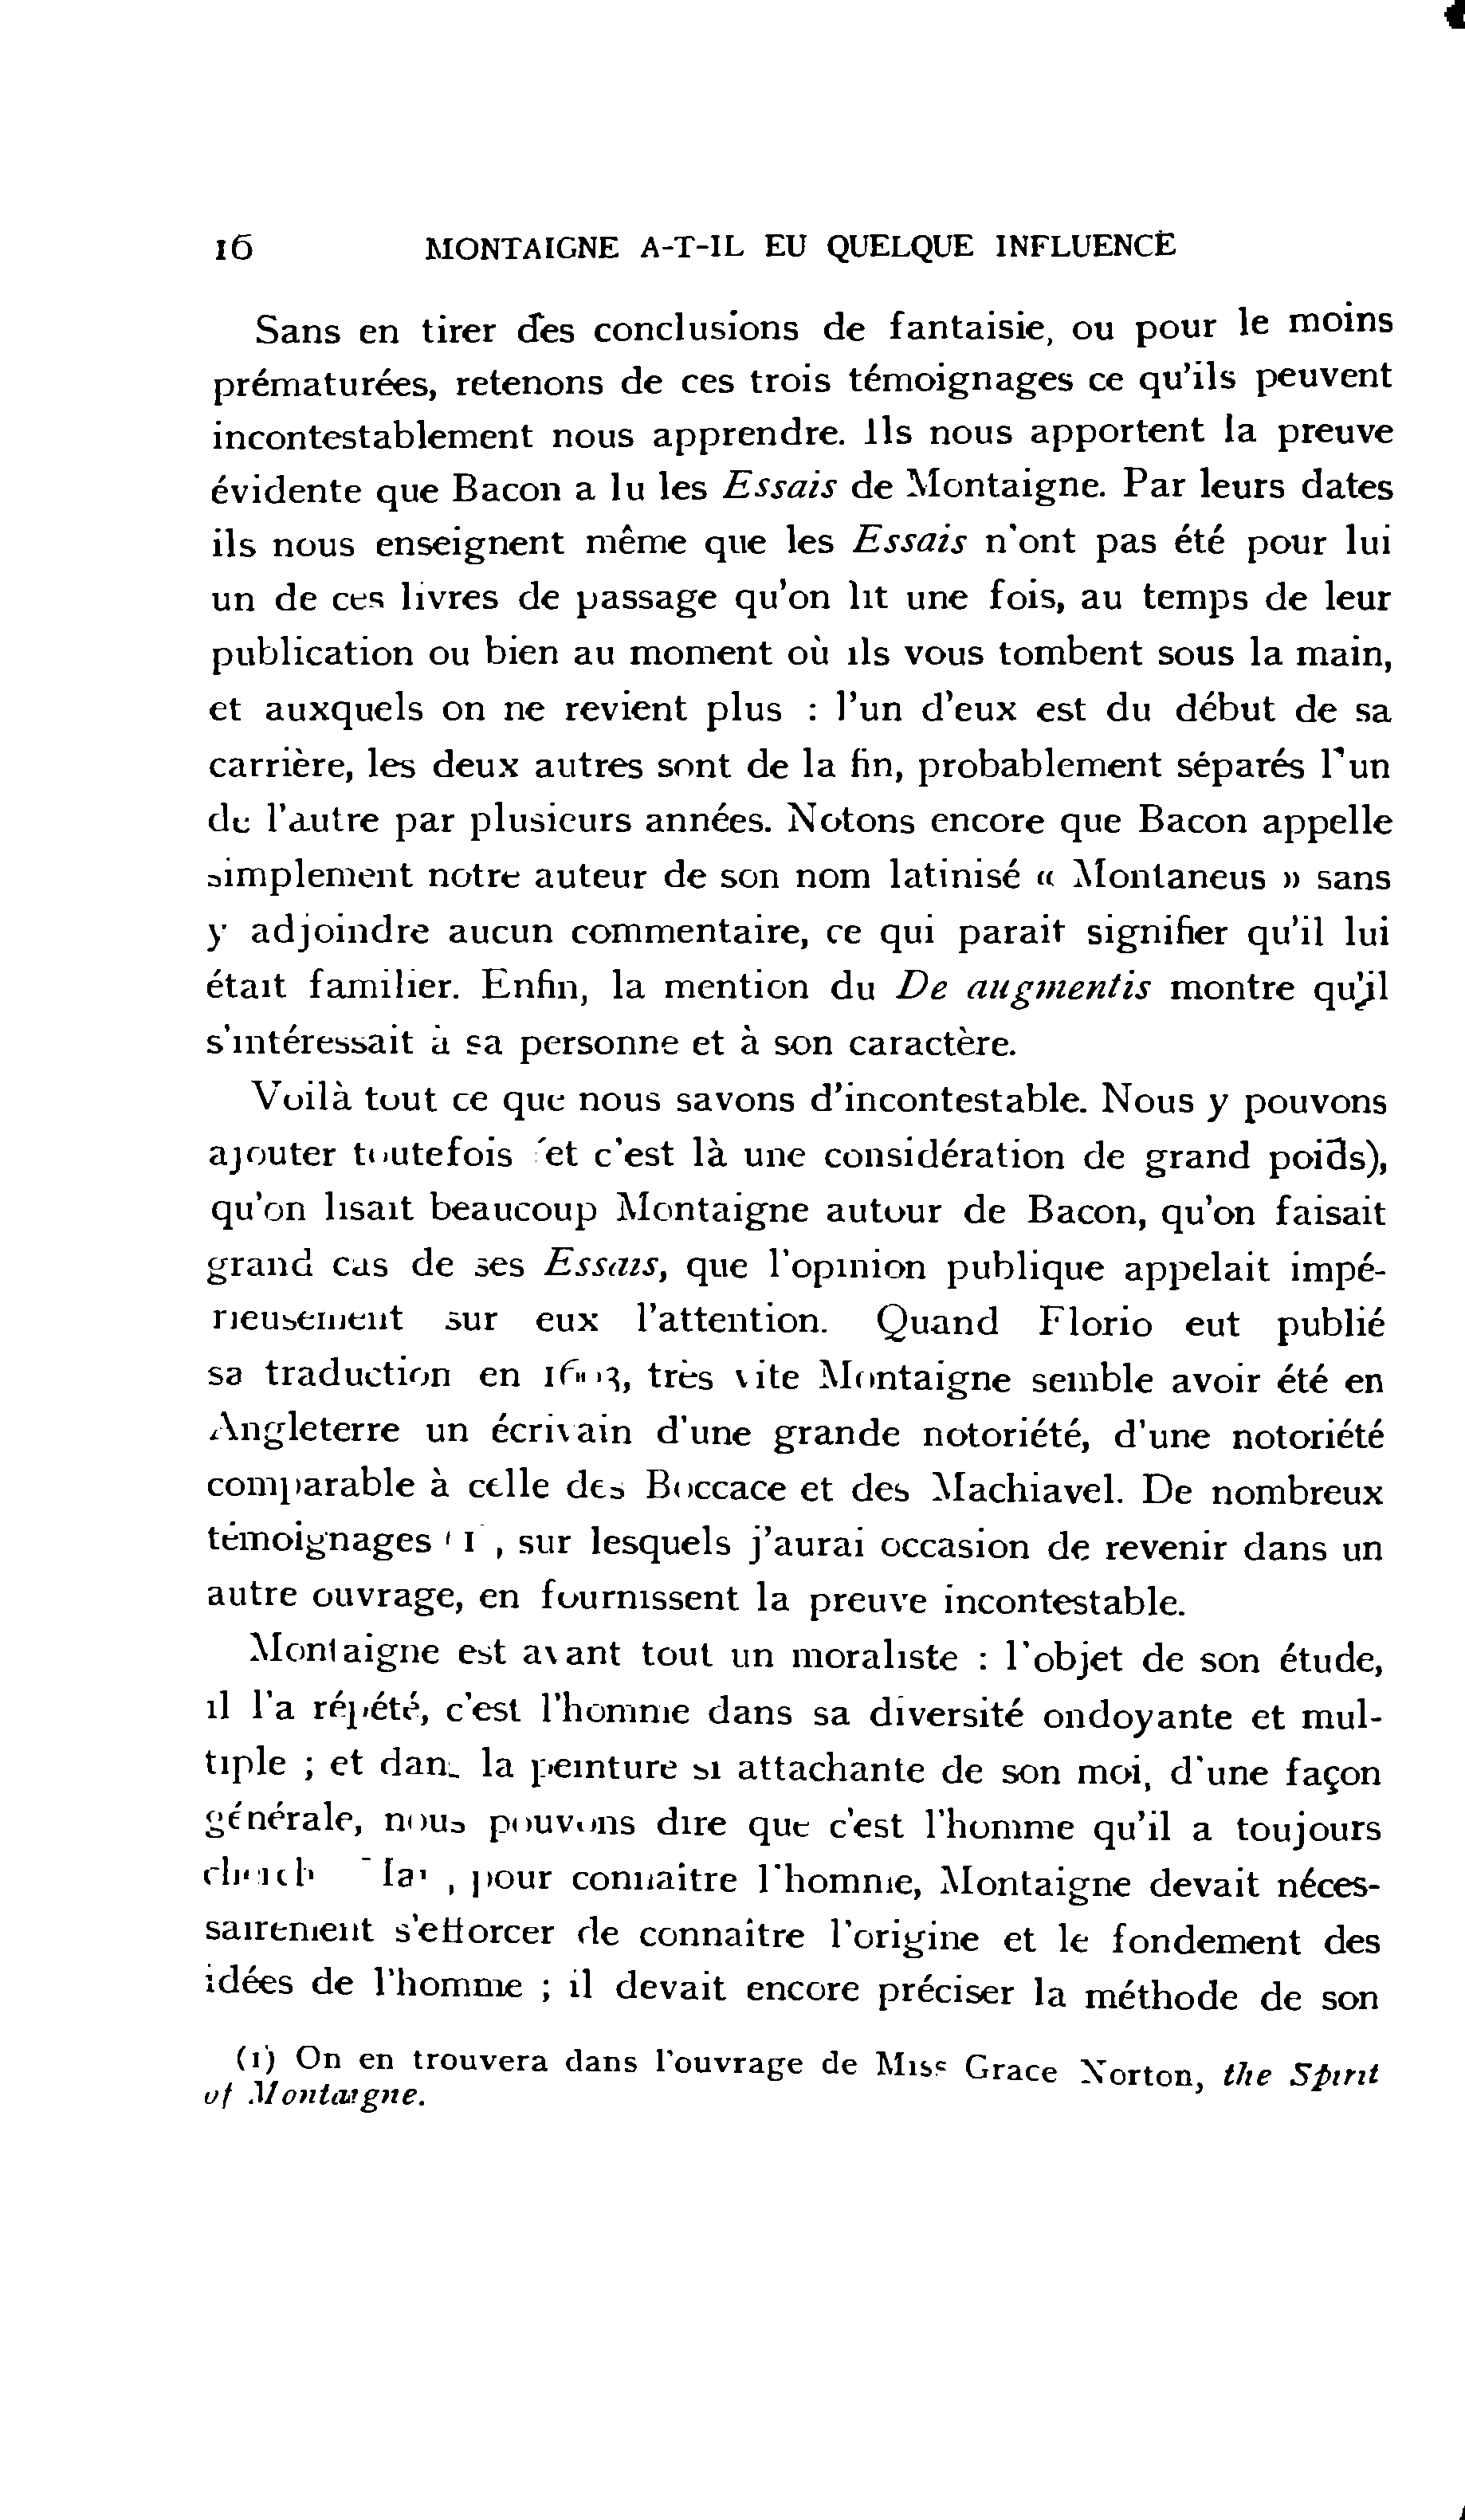 16 MONTAIGNE A-T-IL EU QUELQUE INFLUENCE
Sans en tirer des conclusions de fantaisie, ou pour le moins
prématurées, retenons de ces trois témoignages ce qu'ils peuvent
incontestablement nous apprendre. Ils nous apportent la preuve
évidente que Bacon a lu les Essais de Montaigne. Par leurs dates
ils nous enseignent même que les Essais n'ont pas été pour lui
un de ces livres de passage qu'on lit une fois, au temps de leur
publication ou bien au moment où ils vous tombent sous la main,
et auxquels on ne revient plus : l'un d'eux est du début de sa
carrière, les deux autres sont de la fin, probablement séparés l'un
de l'autre par plusieurs années. Notons encore que Bacon appelle
simplement notre auteur de son nom latinisé « Montaneus » sans
y adjoindre aucun commentaire, ce qui parait signifier qu'il lui
était familier. Enfin, la mention du De augmentis montre qu'il
s'intéressait à sa personne et à son caractère.
Voilà tout ce que nous savons d'incontestable. Nous y pouvons
ajouter toutefois (et c'est là une considération de grand poids),
qu'on lisait beaucoup Montaigne autour de Bacon, qu'on faisait
grand cas de ses Essais, que l'opinion publique appelait impé-
rieusement sur eux l'attention. Quand Florio eut publié
sa traduction en 1603, très vite Montaigne semble avoir été en
Angleterre un écrivain d'une grande notoriété, d'une notoriété
comparable à celle des Boccace et des Machiavel. De nombreux
témoignages (1), sur lesquels j'aurai occasion de revenir dans un
autre ouvrage, en fournissent la preuve incontestable.
Montaigne est avant tout un moraliste : l'objet de son étude,
il l'a répété, c'est l'homme dans sa diversité ondoyante et mul-
tiple ; et dans la peinture si attachante de son moi, d'une façon
générale, nous pouvons dire que c'est l'homme qu'il a toujours
, pour connaitre l'homme, Montaigne devait néces-
sairement s'efforcer de connaître l'origine et le fondement des
idées de l'homme ; il devait encore préciser la méthode de son
(1) On en trouvera dans l'ouvrage de Miss Grace Norton, the Spirit
of Montaigne.